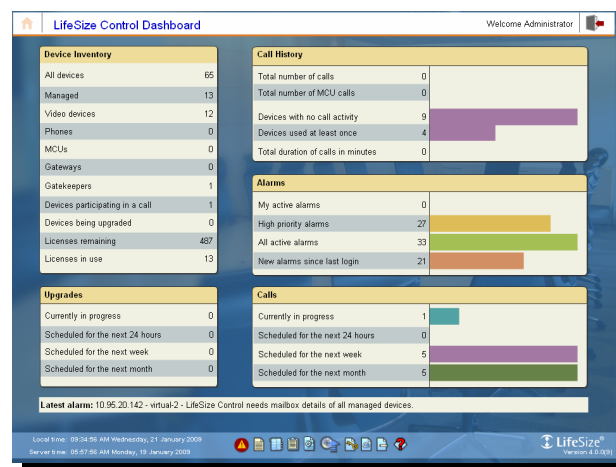 LifeSize Control Dashboard
Welcome Administrator
Device Inventory
All devices 65
Managed 13
Video devices 12
Phones 0
MCUs 0
Gateways 0
Gatekeepers 1
Devices participating in a call 1
Devices being upgraded 0
Licenses remaining 487
Licenses in use 13
Call History
Total number of calls 0
Total number of MCU calls 0
Devices with no call activity 9
Devices used at least once 4
Total duration of calls in minutes 0
Alarms
My active alarms 0
High priority alarms 27
All active alarms 33
New alarms since last login 21
Upgrades
Currently in progress 0
Scheduled for the next 24 hours 0
Scheduled for the next week 0
Scheduled for the next month 0
Calls
Currently in progress 1
Scheduled for the next 24 hours 0
Scheduled for the next week 5
Scheduled for the next month 5
Latest alarm: 10.95.20.142 - virtual-2 - LifeSize Control needs mailbox details of all managed devices.
Local time: 09:34:56 AM Wednesday, 21 January 2009
Server time: 05:57:56 AM Monday, 19 January 2009
LifeSize®
Version 4.0.0(9)